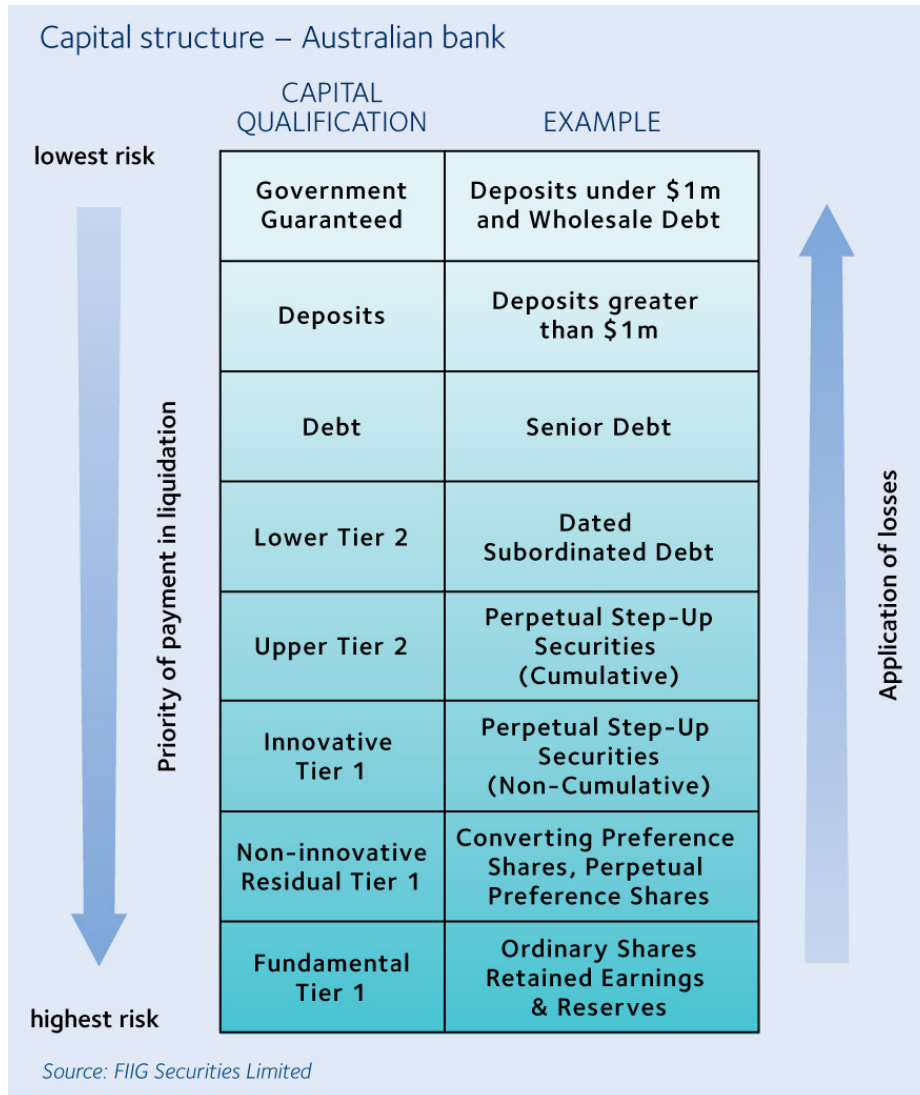 Capital structure – Australian bank
CAPITAL
QUALIFICATION
EXAMPLE
lowest risk
Government
Guaranteed
Deposits under $1m
and Wholesale Debt
Deposits
Deposits greater
than $1m
Debt
Senior Debt
Lower Tier 2
Dated
Subordinated Debt
Upper Tier 2
Perpetual Step-Up
Securities
(Cumulative)
Innovative
Tier 1
Perpetual Step-Up
Securities
(Non-Cumulative)
Non-innovative
Residual Tier 1
Converting Preference
Shares, Perpetual
Preference Shares
Fundamental
Tier 1
Ordinary Shares
Retained Earnings
& Reserves
highest risk
Priority of payment in liquidation
Application of losses
Source: FIIG Securities Limited